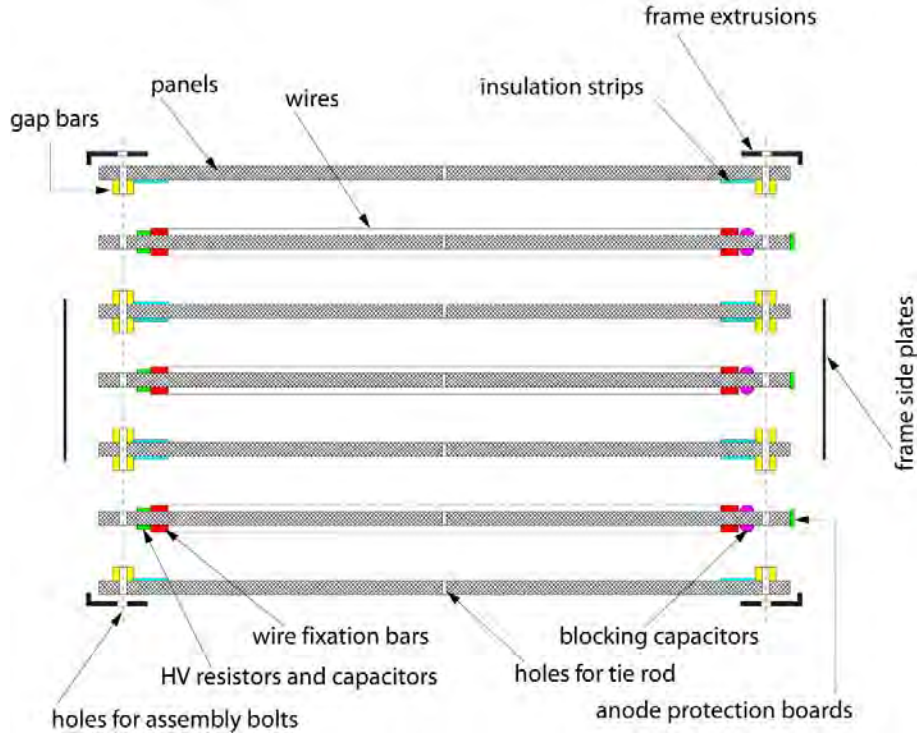 frame extrusions
panels
insulation strips
wires
gap bars
frame side plates
wire fixation bars
blocking capacitors
HV resistors and capacitors
holes for tie rod
holes for assembly bolts
anode protection boards